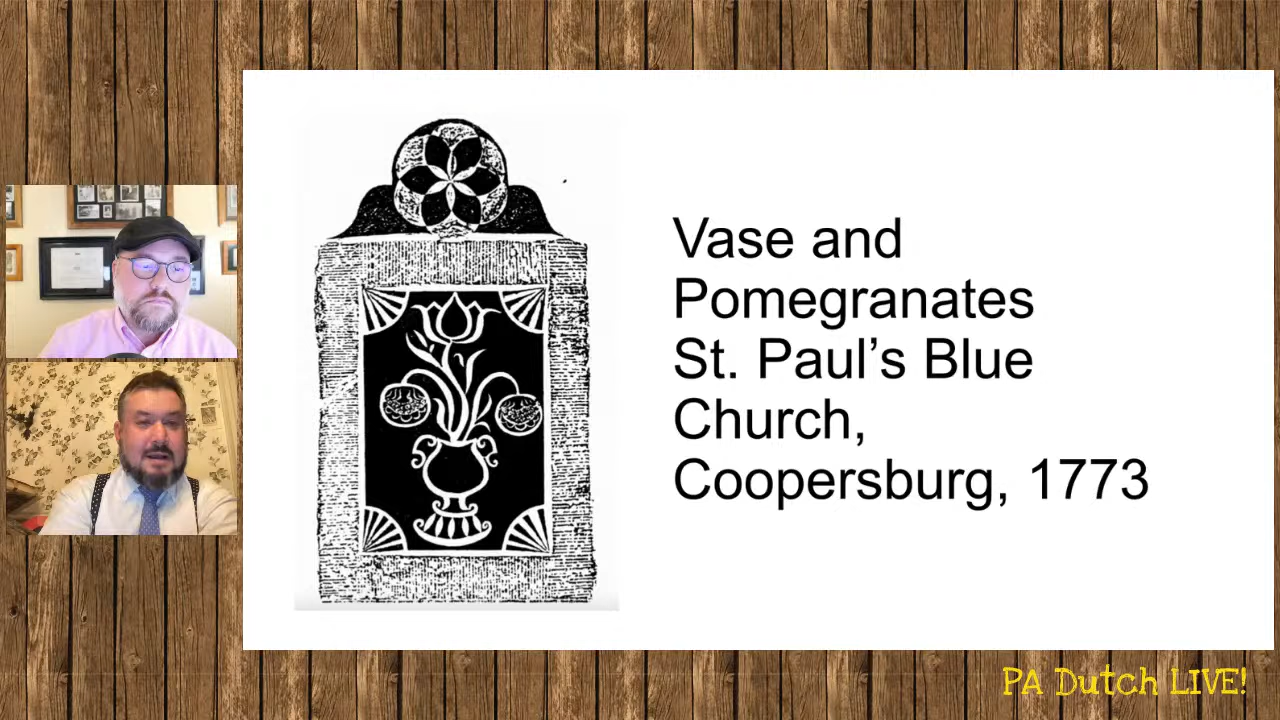 Vase and
Pomegranates
St. Paul’s Blue
Church,
Coopersburg, 1773
PA Dutch LIVE!